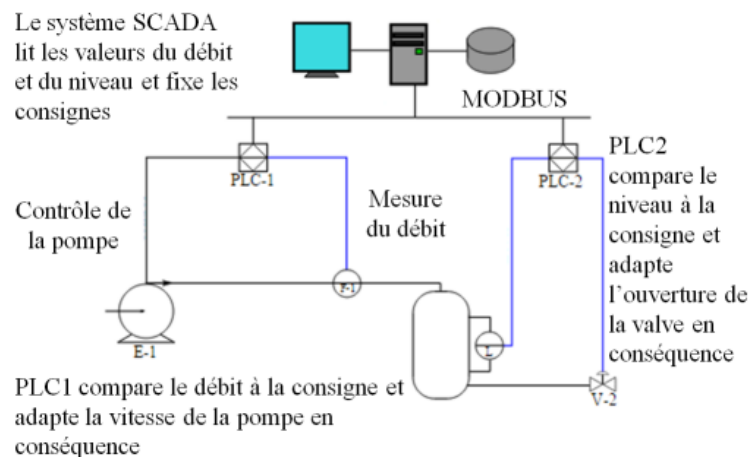 Le système SCADA
lit les valeurs du débit
et du niveau et fixe les
consignes
MODBUS
PLC-1
PLC-2
PLC2
compare le
niveau à la
consigne et
adapte
l'ouverture de
la valve en
conséquence
Contrôle de
la pompe
Mesure
du débit
F-1
L
E-1
V-2
PLC1 compare le débit à la consigne et
adapte la vitesse de la pompe en
conséquence